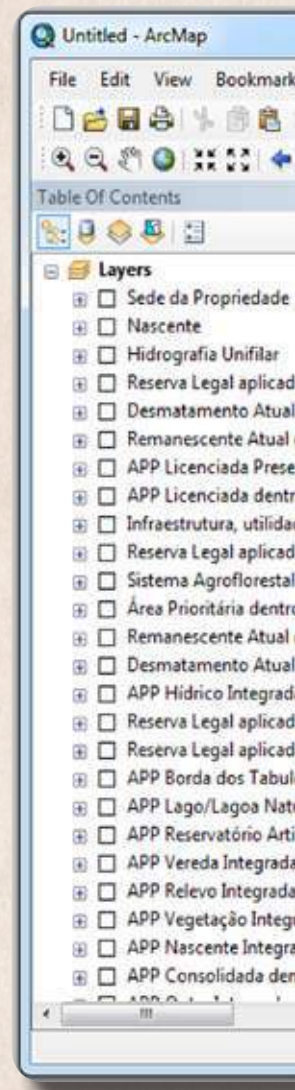 Untitled - ArcMap
File Edit View Bookmark
Table Of Contents
Layers
Sede da Propriedade
Nascente
Hidrografia Unifilar
Reserva Legal aplicad
Desmatamento Atual
Remanescente Atual
APP Licenciada Prese
APP Licenciada dentr
Infraestrutura, utilida
Reserva Legal aplicad
Sistema Agroflorestal
Área Prioritária dentro
Remanescente Atual
Desmatamento Atual
APP Hídrico Integrada
Reserva Legal aplicad
Reserva Legal aplicad
APP Borda dos Tabul
APP Lago/Lagoa Natu
APP Reservatório Arti
APP Vereda Integrada
APP Relevo Integrada
APP Vegetação Integr
APP Nascente Integra
APP Consolidada den